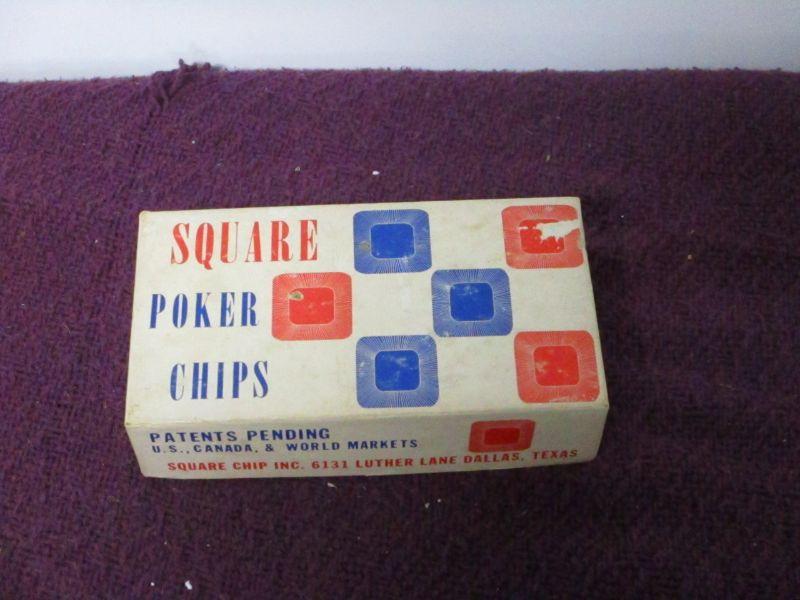 SQUARE
POKER
CHIPS
PATENTS PENDING
U.S., CANADA, & WORLD MARKETS
SQUARE CHIP INC. 6131 LUTHER LANE DALLAS, TEXAS